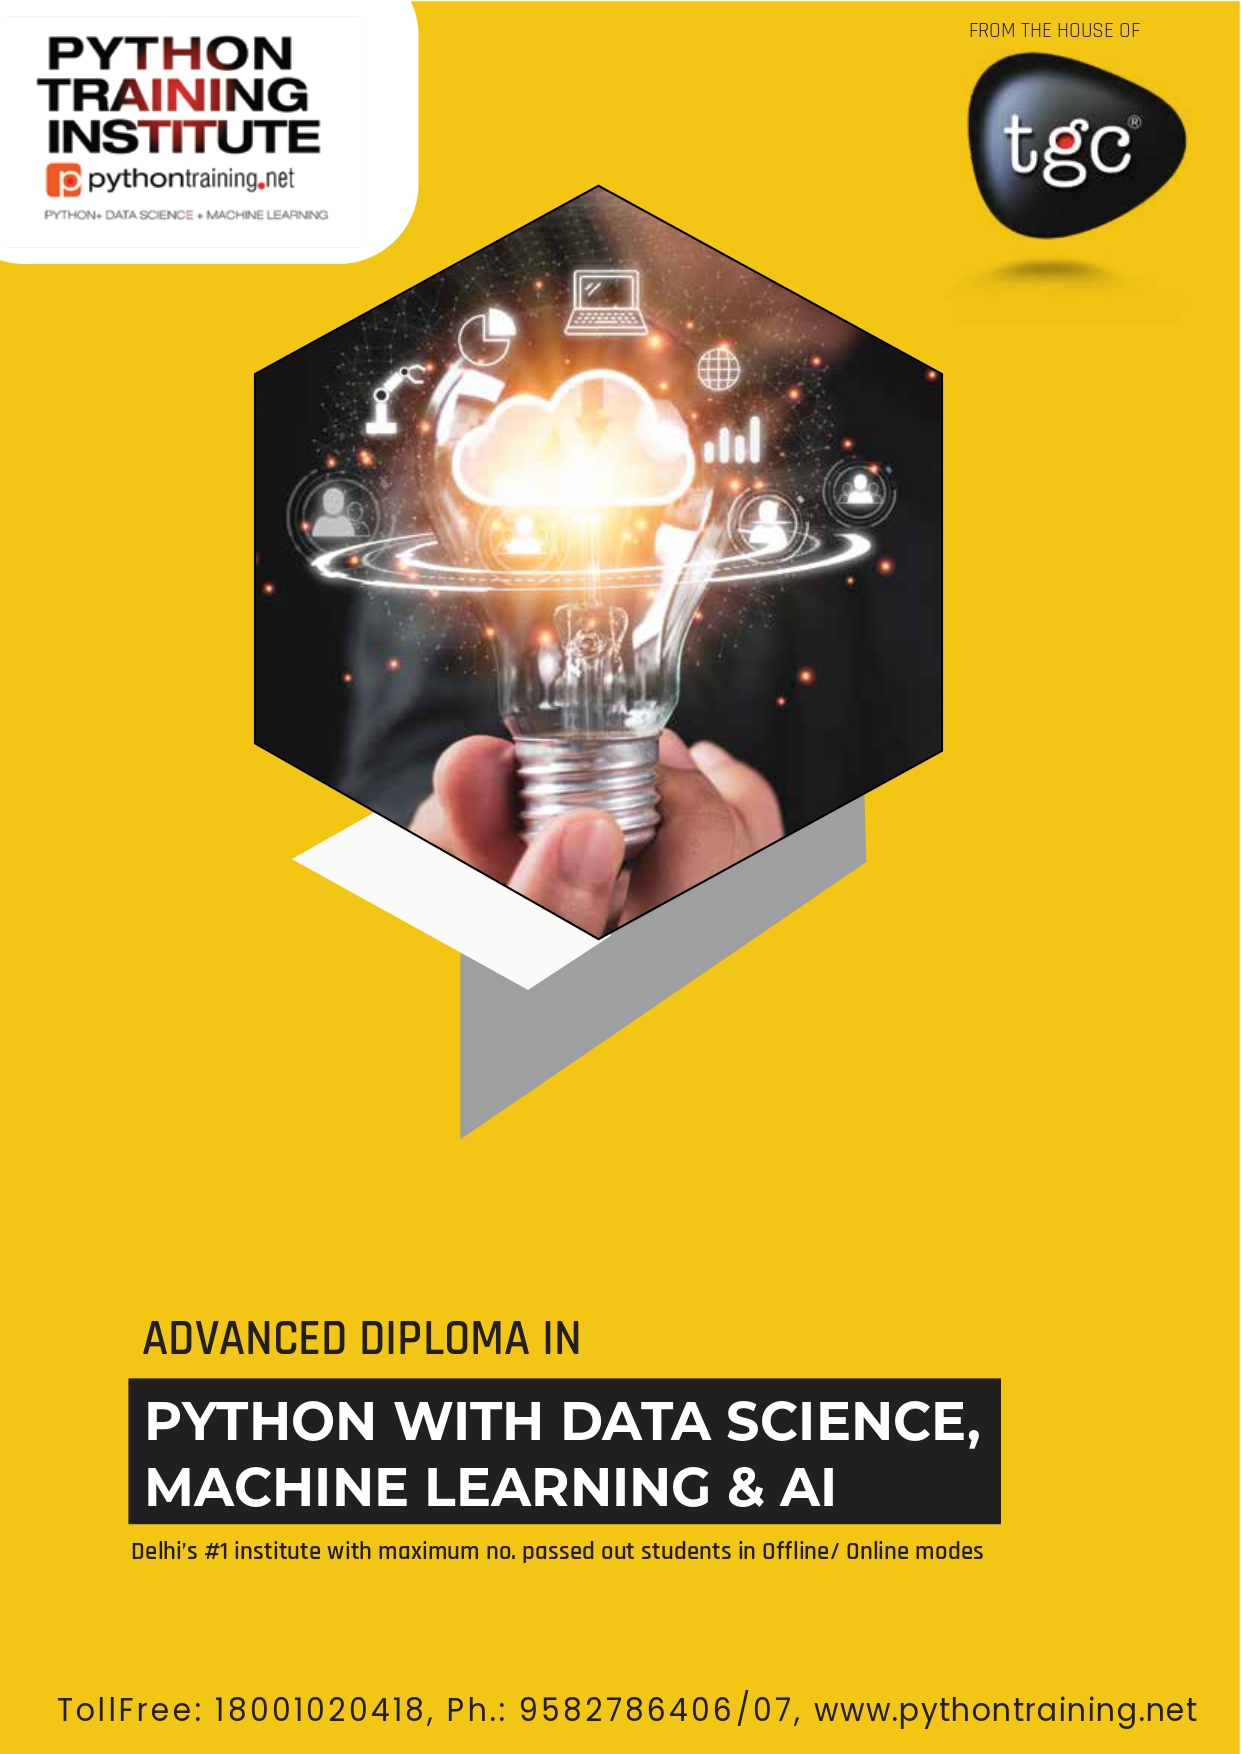 PYTHON
TRAINING
INSTITUTE
p pythontraining.net
PYTHON+ DATA SCIENCE + MACHINE LEARNING
FROM THE HOUSE OF
tgc®
ADVANCED DIPLOMA IN
PYTHON WITH DATA SCIENCE,
MACHINE LEARNING & AI
Delhi's #1 institute with maximum no. passed out students in Offline/ Online modes
TollFree: 18001020418, Ph.: 9582786406/07, www.pythontraining.net